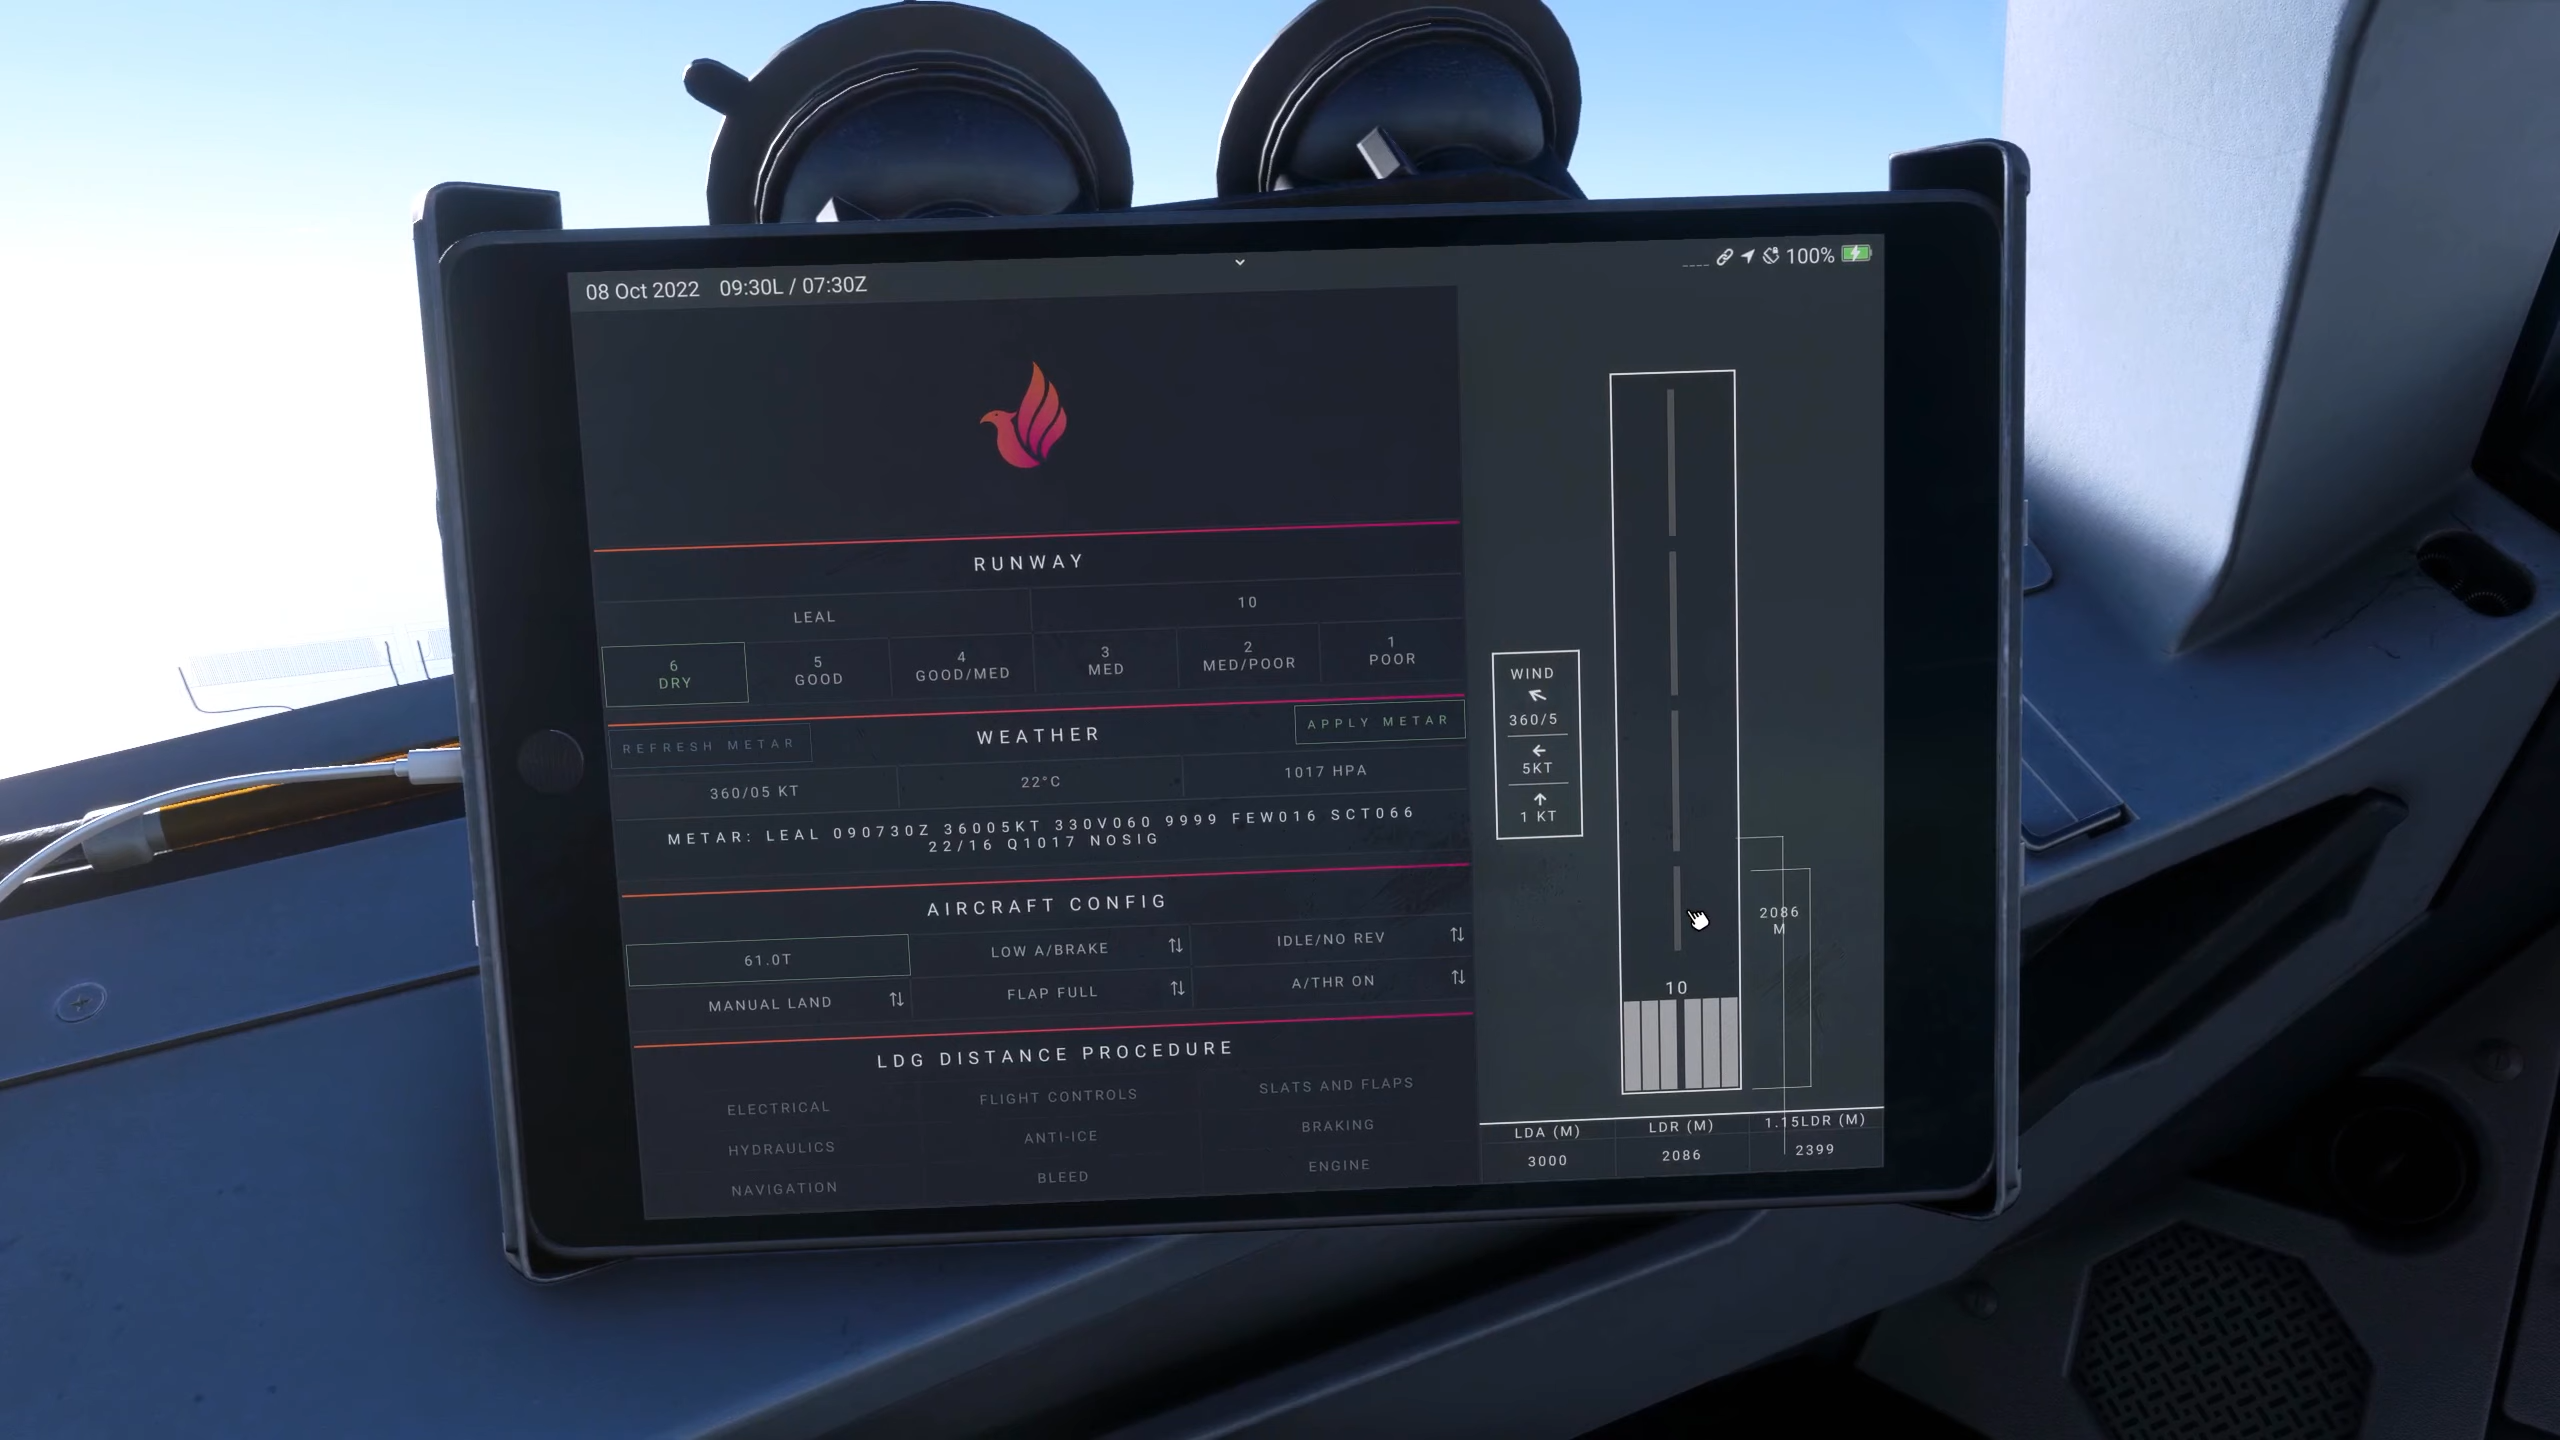 08 Oct 2022 09:30L / 07:30Z
100%
RUNWAY
LEAL 10
6 DRY
5 GOOD
4 GOOD/MED
3 MED
2 MED/POOR
1 POOR
REFRESH METAR
WEATHER
APPLY METAR
360/05 KT 22°C 1017 HPA
METAR: LEAL 090730Z 36005KT 330V060 9999 FEW016 SCT066
22/16 Q1017 NOSIG
AIRCRAFT CONFIG
61.0T LOW A/BRAKE IDLE/NO REV
MANUAL LAND FLAP FULL A/THR ON
LDG DISTANCE PROCEDURE
ELECTRICAL FLIGHT CONTROLS SLATS AND FLAPS
HYDRAULICS ANTI-ICE BRAKING
NAVIGATION BLEED ENGINE
WIND
360/5
5KT
1 KT
2086
M
10
LDA (M) LDR (M) 1.15LDR (M)
3000 2086 2399